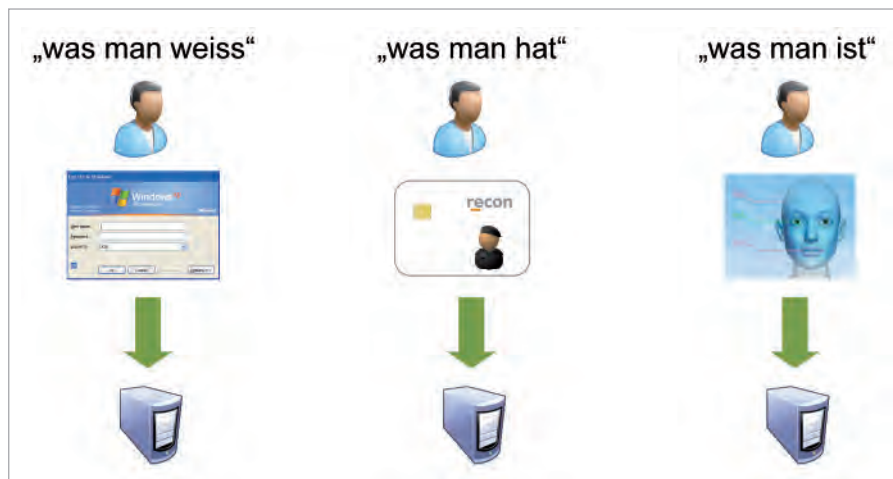 „was man weiss“
„was man hat“
„was man ist“
Windows
recon